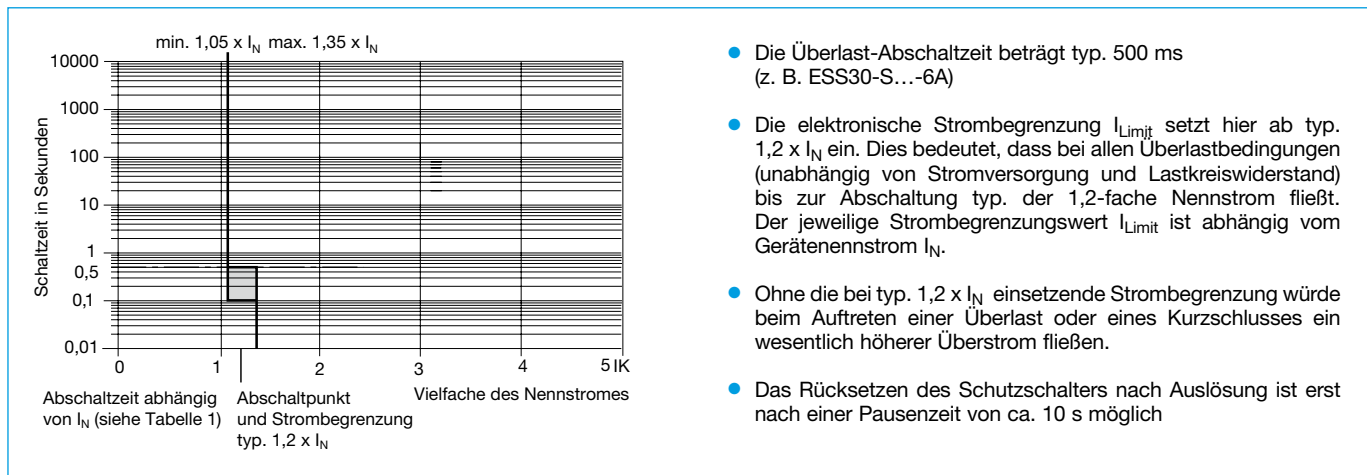 min. 1,05 x IN max. 1,35 x IN
10000
1000
100
10
1
0,5
0,1
0,01
Schaltzeit in Sekunden
0 1 2 3 4 5 IK
Vielfache des Nennstromes
Abschaltzeit abhängig
von IN (siehe Tabelle 1)
Abschaltpunkt
und Strombegrenzung
typ. 1,2 x IN
● Die Überlast-Abschaltzeit beträgt typ. 500 ms
(z. B. ESS30-S...-6A)
● Die elektronische Strombegrenzung ILimit setzt hier ab typ.
1,2 x IN ein. Dies bedeutet, dass bei allen Überlastbedingungen
(unabhängig von Stromversorgung und Lastkreiswiderstand)
bis zur Abschaltung typ. der 1,2-fache Nennstrom fließt.
Der jeweilige Strombegrenzungswert ILimit ist abhängig vom
Gerätenennstrom IN.
● Ohne die bei typ. 1,2 x IN einsetzende Strombegrenzung würde
beim Auftreten einer Überlast oder eines Kurzschlusses ein
wesentlich höherer Überstrom fließen.
● Das Rücksetzen des Schutzschalters nach Auslösung ist erst
nach einer Pausenzeit von ca. 10 s möglich